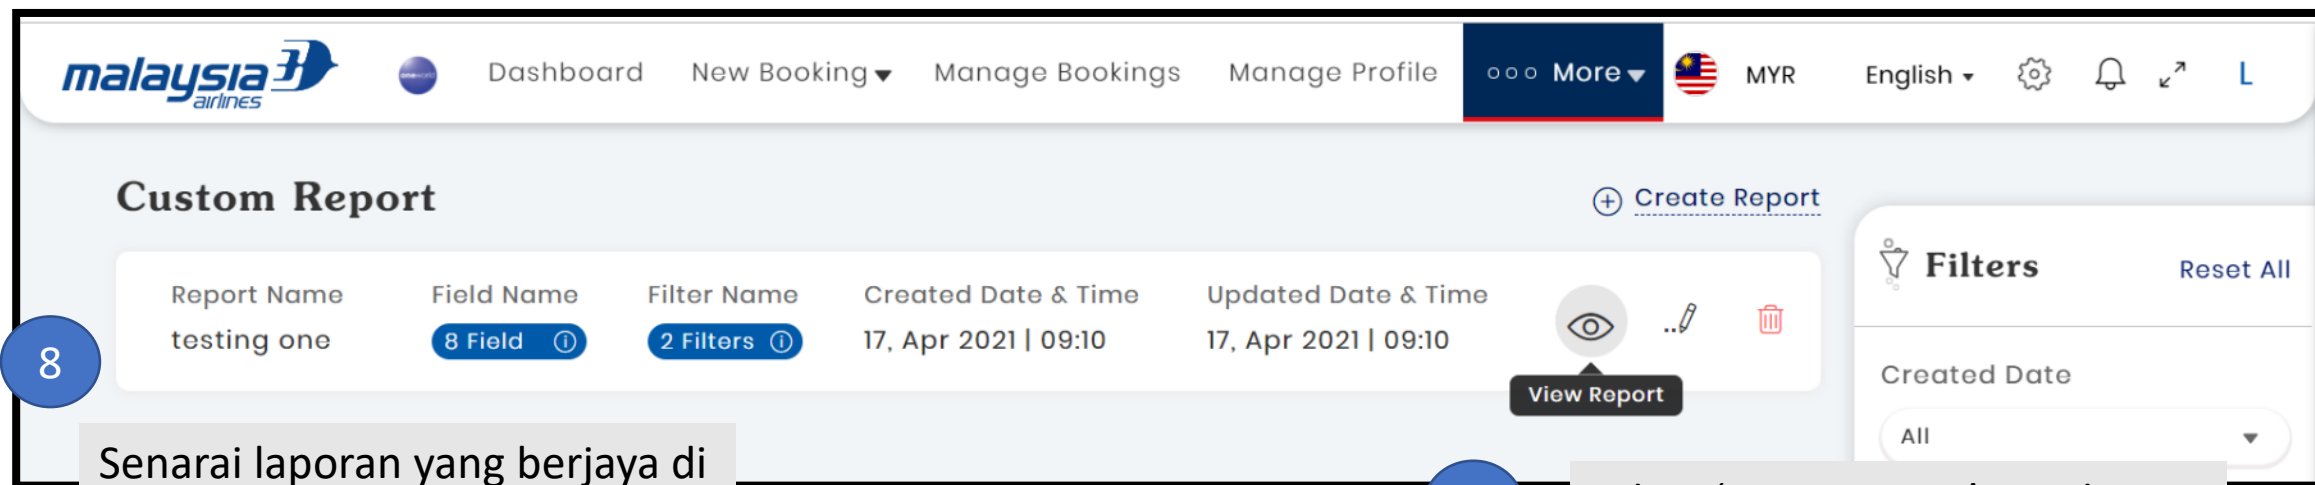 malaysia airlines oneworld Dashboard New Booking Manage Bookings Manage Profile ooo More MYR English L
Custom Report
Create Report
Filters Reset All
Report Name Field Name Filter Name Created Date & Time Updated Date & Time
testing one 8 Field 2 Filters 17, Apr 2021 | 09:10 17, Apr 2021 | 09:10
8
View Report
Created Date
All
Senarai laporan yang berjaya di